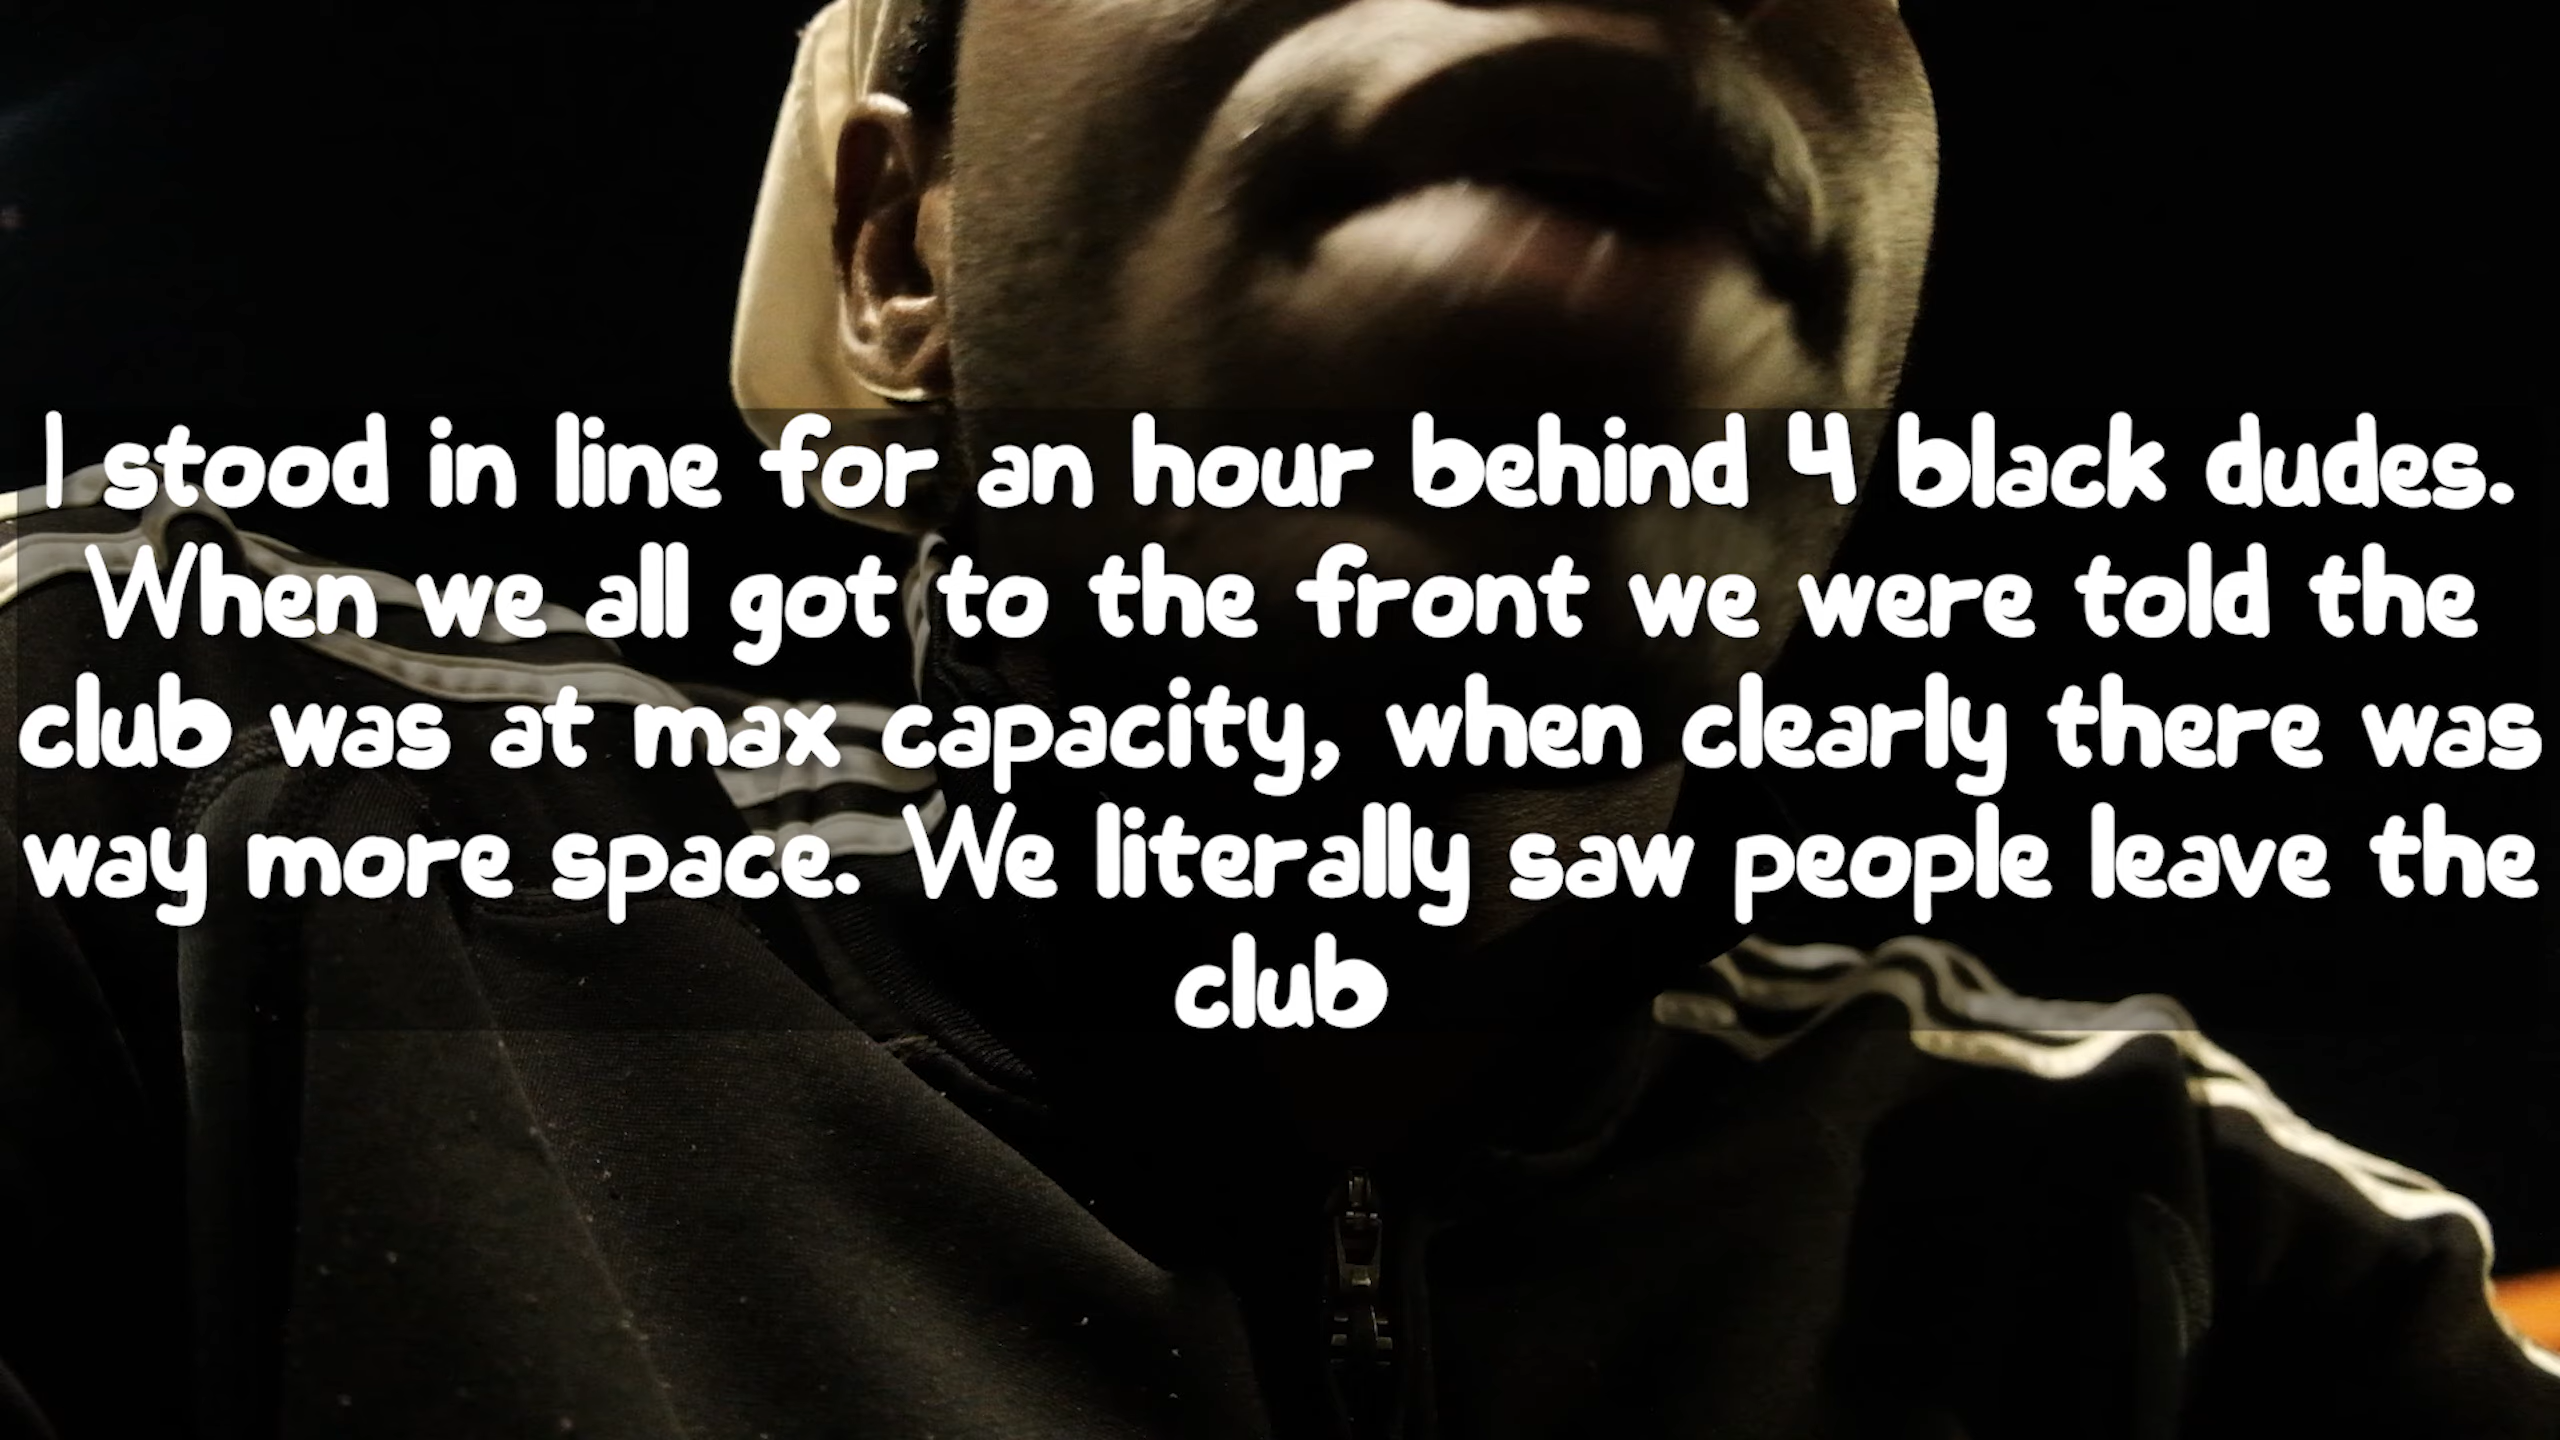 I stood in line for an hour behind 4 black dudes.
When we all got to the front we were told the
club was at max capacity, when clearly there was
way more space. We literally saw people leave the
club